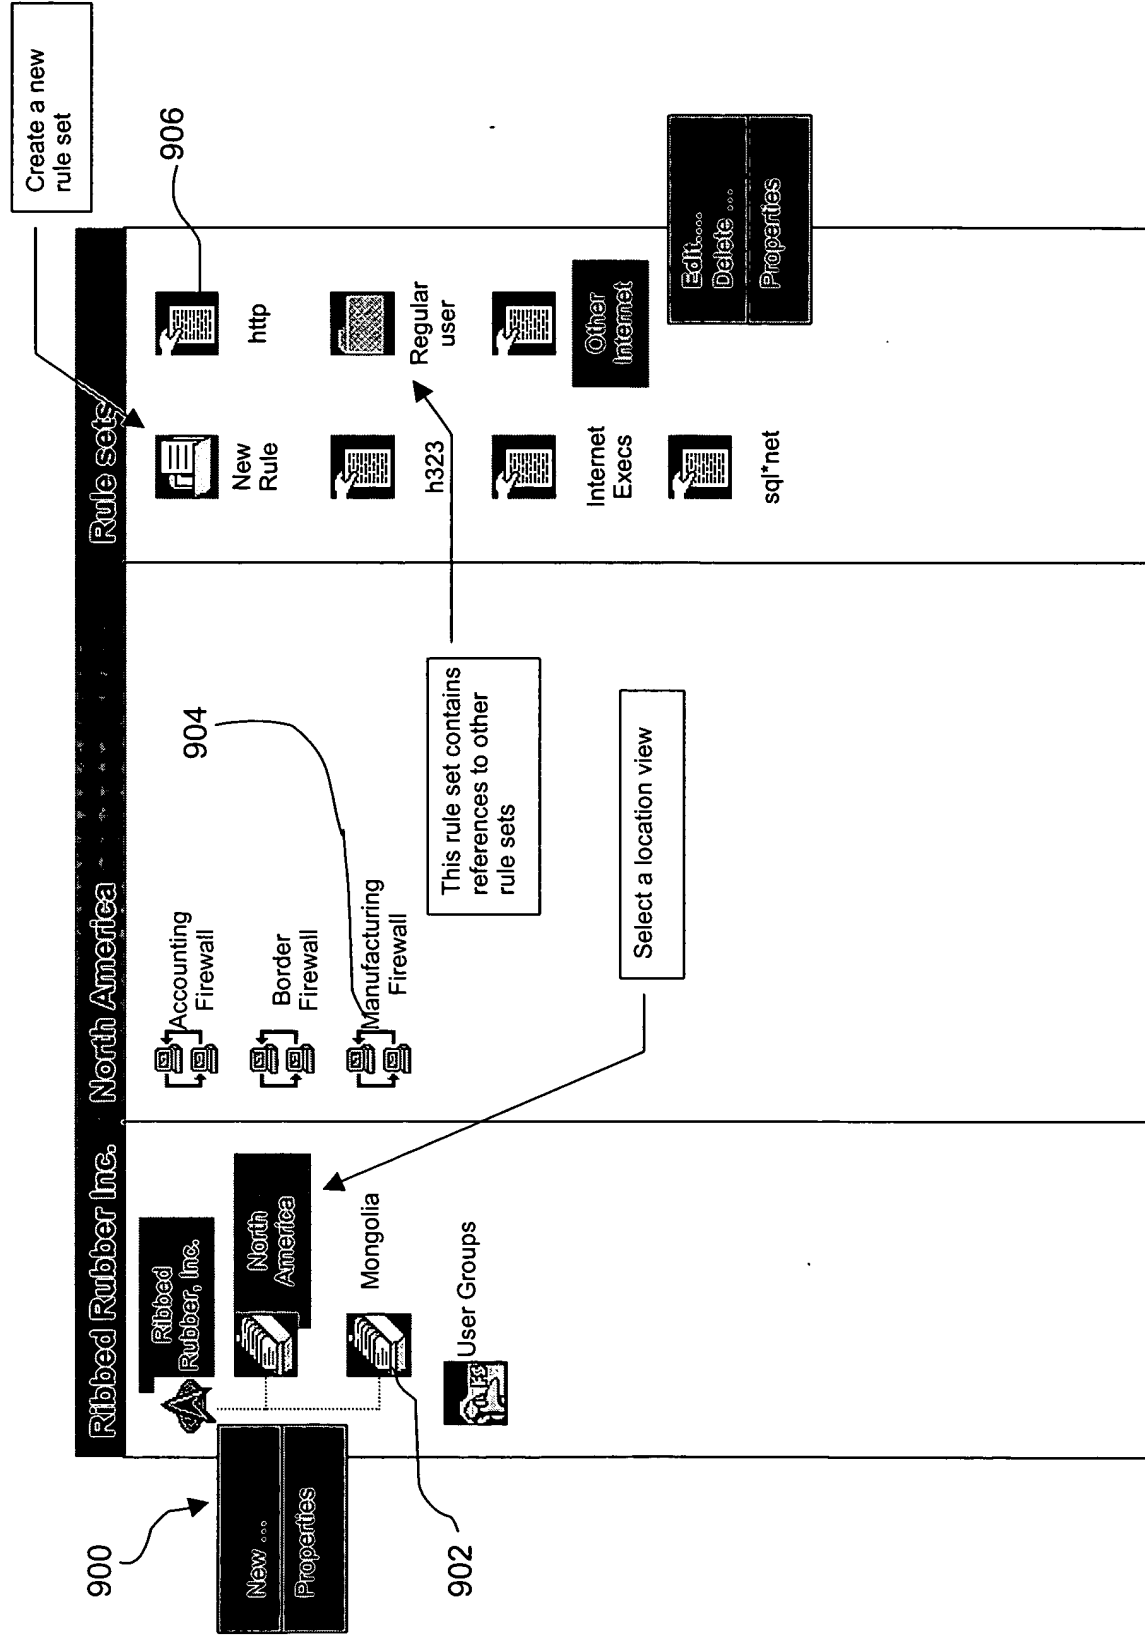 Create a new
rule set
Ribbed Rubber Inc.
North America
Rule sets
906
900
New ...
Properties
Ribbed
Rubber, Inc.
North
America
Mongolia
User Groups
902
Accounting
Firewall
Border
Firewall
Manufacturing
Firewall
904
This rule set contains
references to other
rule sets
Select a location view
New
Rule
http
h323
Regular
user
Internet
Execs
Other
Internet
sql*net
Edit.....
Delete ...
Properties